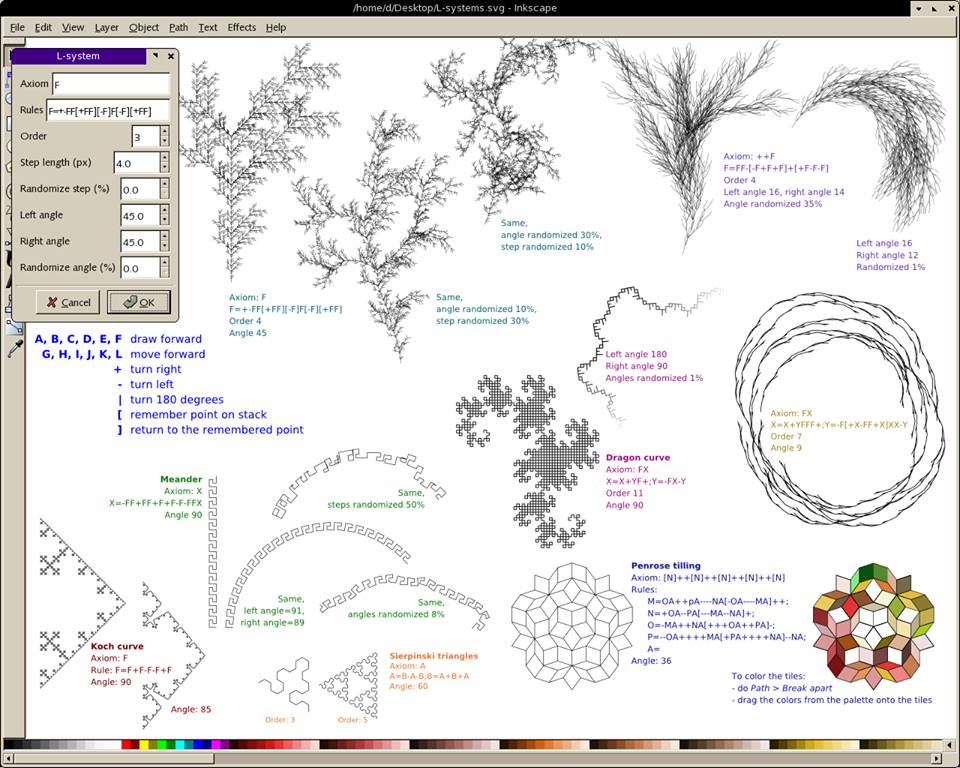 /home/d/Desktop/L-systems.svg - Inkscape
File Edit View Layer Object Path Text Effects Help
L-system
Axiom F
Rules F=+-FF[+FF][-F]F[-F][+FF]
Order 3
Step length (px) 4.0
Randomize step (%) 0.0
Left angle 45.0
Right angle 45.0
Randomize angle (%) 0.0
Cancel OK
Axiom: F
F=+-FF[+FF][-F]F[-F][+FF]
Order 4
Angle 45
Same,
angle randomized 10%,
step randomized 30%
Same,
angle randomized 30%,
step randomized 10%
Axiom: ++F
F=FF-[-F+F+F]+[+F-F-F]
Order 4
Left angle 16, right angle 14
Angle randomized 35%
Left angle 16
Right angle 12
Randomized 1%
A, B, C, D, E, F draw forward
G, H, I, J, K, L move forward
+ turn right
- turn left
| turn 180 degrees
[ remember point on stack
] return to the remembered point
Left angle 180
Right angle 90
Angles randomized 1%
Axiom: FX
X=X+YFFF+;Y=-F[+X-FF+X]XX-Y
Order 7
Angle 9
Dragon curve
Axiom: FX
X=X+YF+;Y=-FX-Y
Order 11
Angle 90
Meander
Axiom: X
X=-FF+FF+F+F-F-FFX
Angle 90
Same,
steps randomized 50%
Same,
left angle=91,
right angle=89
Same,
angles randomized 8%
Koch curve
Axiom: F
Rule: F=F+F-F-F+F
Angle: 90
Angle: 85
Sierpinski triangles
Axiom: A
A=B-A-B;B=A+B+A
Angle: 60
Order: 3
Order: 5
Penrose tilling
Axiom: [N]++[N]++[N]++[N]++[N]
Rules:
M=OA++pA----NA[-OA----MA]++;
N=+OA--PA[---MA--NA]+;
O=-MA++NA[+++OA++PA]-;
P=--OA++++MA[+PA++++NA]--NA;
A=
Angle: 36
To color the tiles:
- do Path > Break apart
- drag the colors from the palette onto the tiles